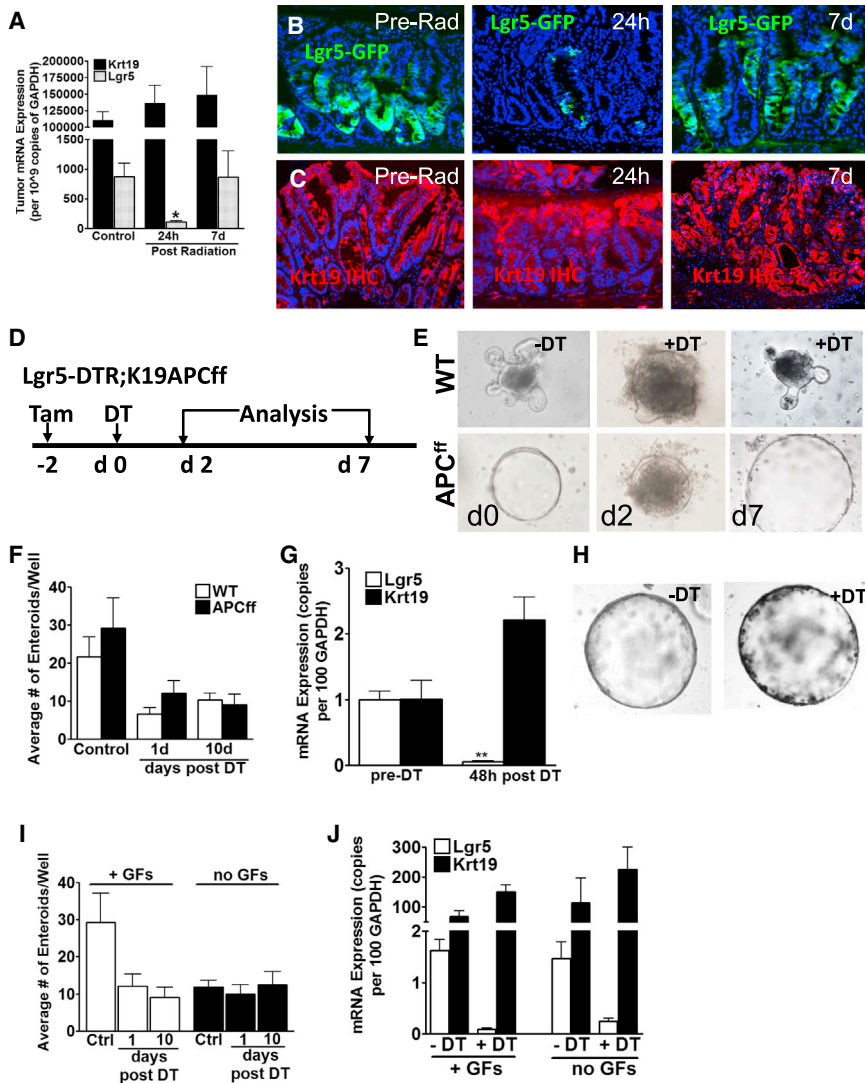 A
Tumor mRNA Expression
(per 10^9 copies of GAPDH)
200000
175000
150000
125000
100000
1500
1000
500
0
Krt19
Lgr5
*
Control
24h
7d
Post Radiation
B
Pre-Rad
Lgr5-GFP
24h
Lgr5-GFP
7d
Lgr5-GFP
C
Pre-Rad
Krt19 IHC
24h
Krt19 IHC
7d
Krt19 IHC
D
Lgr5-DTR;K19APCff
Tam
DT
Analysis
-2
d 0
d 2
d 7
E
WT
-DT
+DT
+DT
APCff
d0
d2
d7
F
Average # of Enteroids/Well
40
30
20
10
0
WT
APCff
Control
1d
10d
days post DT
G
mRNA Expression (copies
per 100 GAPDH)
3
2
1
0
Lgr5
Krt19
**
pre-DT
48h post DT
H
-DT
+DT
I
Average # of Enteroids/Well
40
30
20
10
0
+ GFs
no GFs
Ctrl
1
10
days
post DT
Ctrl
1
10
days
post DT
J
mRNA Expression (copies
per 100 GAPDH)
300
200
100
2
1
0
Lgr5
Krt19
- DT
+ DT
- DT
+ DT
+ GFs
no GFs